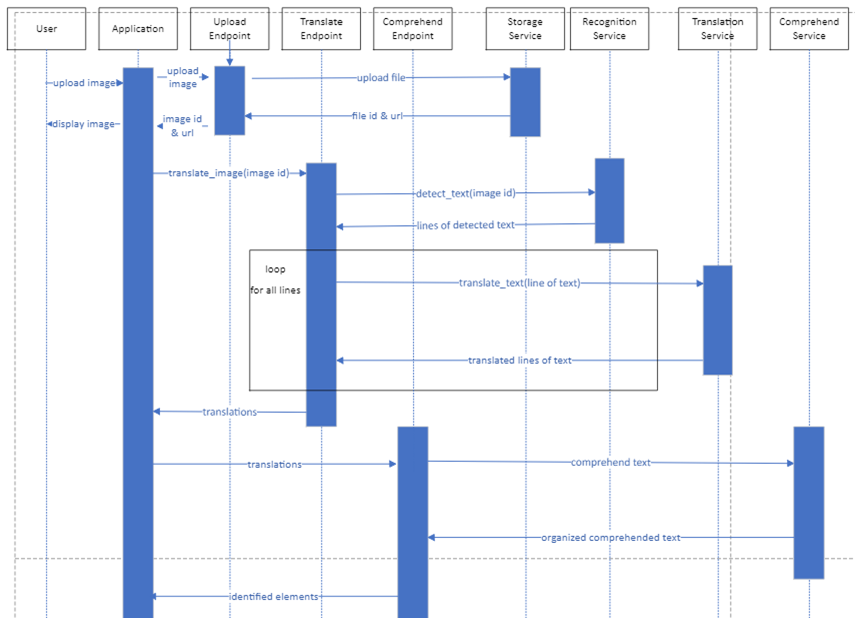 User
Application
Upload
Endpoint
Translate
Endpoint
Comprehend
Endpoint
Storage
Service
Recognition
Service
Translation
Service
Comprehend
Service
upload image
upload
image
upload file
display image
image id
& url
file id & url
translate_image(image id)
detect_text(image id)
lines of detected text
loop
for all lines
translate_text(line of text)
translated lines of text
translations
translations
comprehend text
organized comprehended text
identified elements